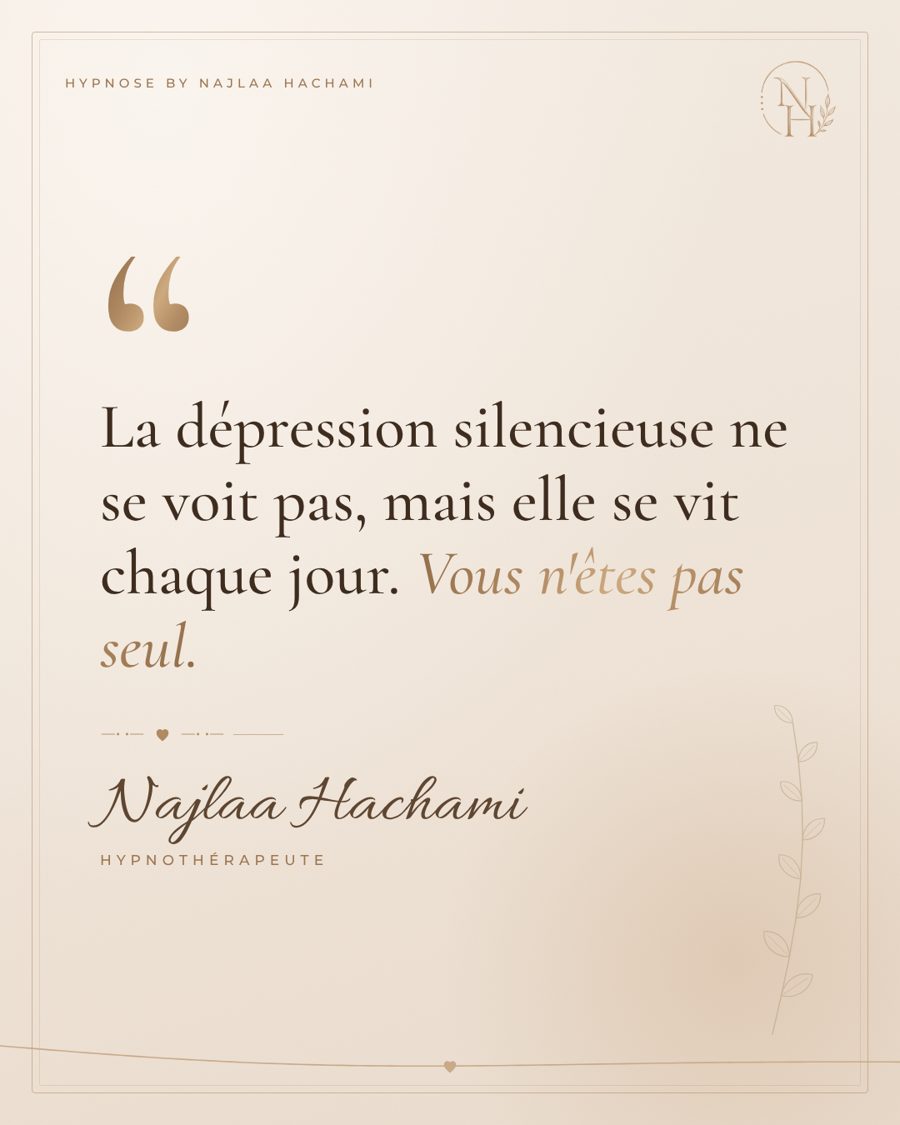 HYPNOSE BY NAJLAA HACHAMI
NH
“
La dépression silencieuse ne
se voit pas, mais elle se vit
chaque jour. Vous n'êtes pas
seul.
Najlaa Hachami
HYPNOTHÉRAPEUTE